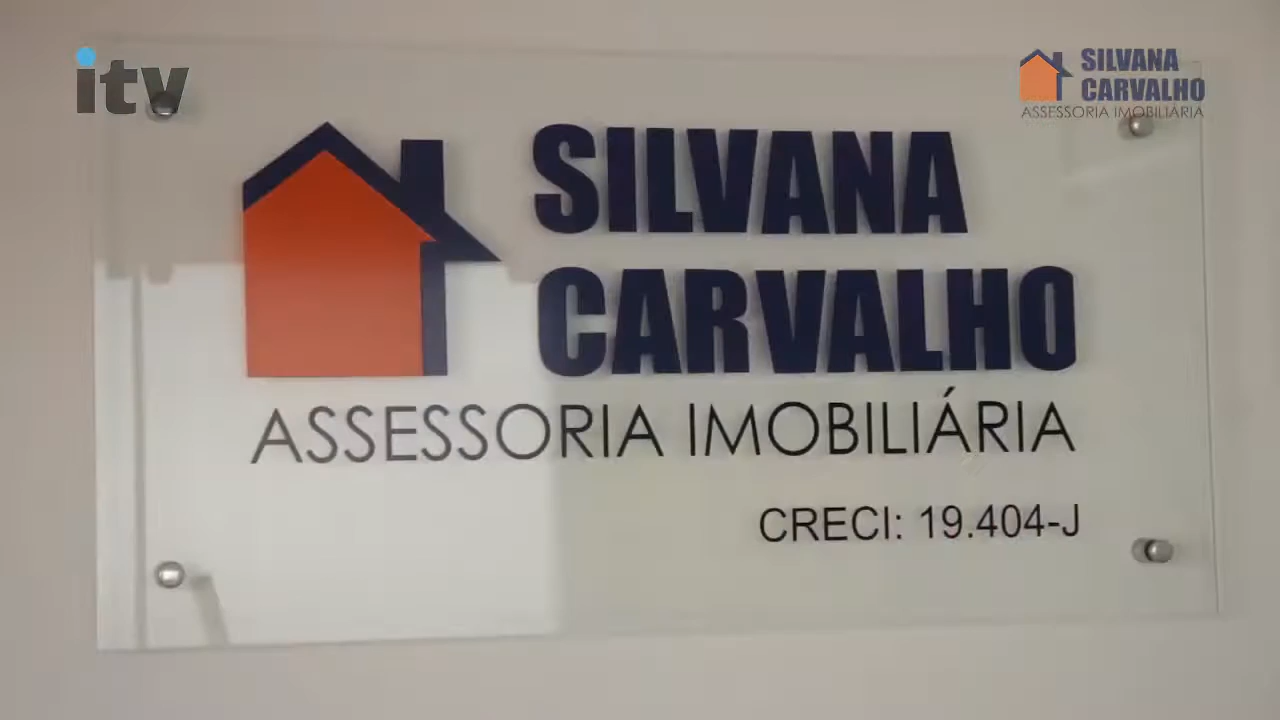 itv
SILVANA
CARVALHO
ASSESSORIA IMOBILIÁRIA
SILVANA
CARVALHO
ASSESSORIA IMOBILIÁRIA
CRECI: 19.404-J